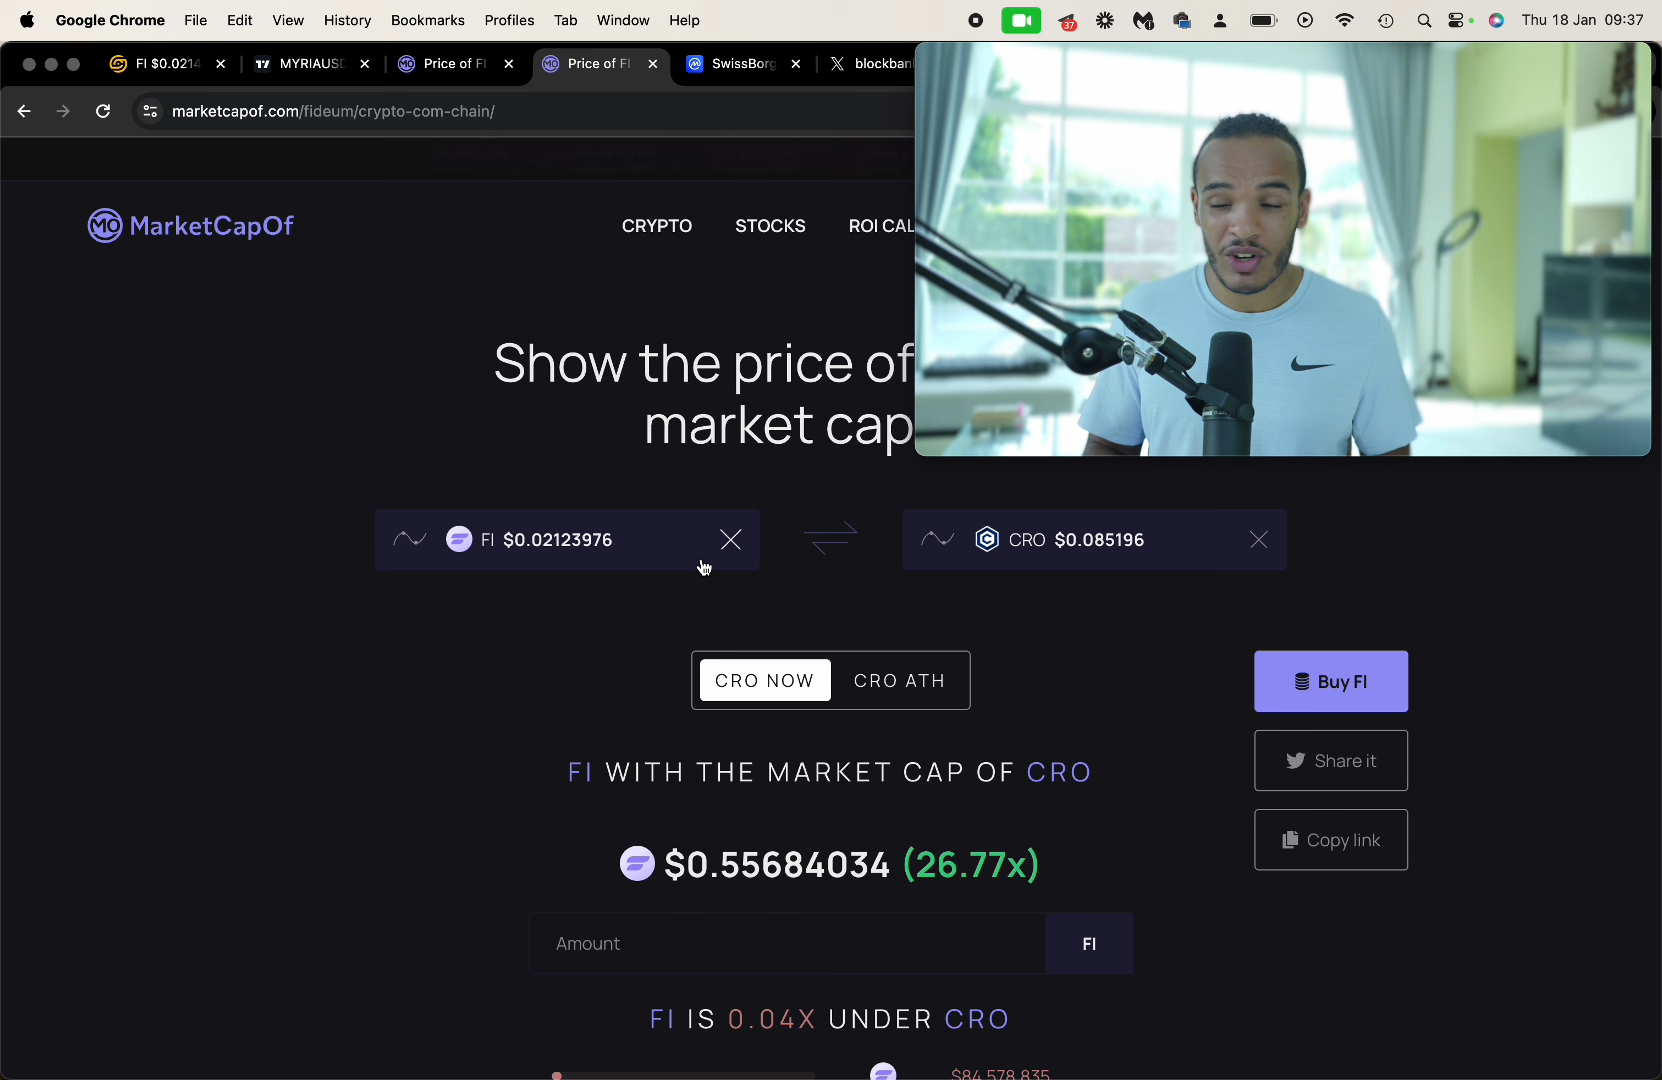 Google Chrome File Edit View History Bookmarks Profiles Tab Window Help 37 Thu 18 Jan 09:37
FI $0.0214 MYRIAUSD Price of FI Price of FI SwissBorg blockban
marketcapof.com/fideum/crypto-com-chain/
MO MarketCapOf CRYPTO STOCKS ROI CAL
Show the price of
market cap
FI $0.02123976 CRO $0.085196
CRO NOW CRO ATH
Buy FI
FI WITH THE MARKET CAP OF CRO
Share it
$0.55684034 (26.77x)
Copy link
Amount FI
FI IS 0.04X UNDER CRO
$84,578,835